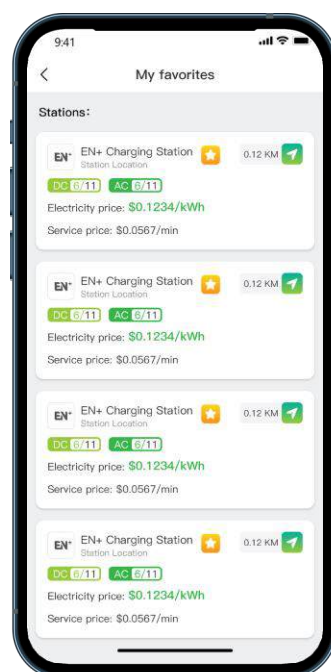 9:41
My favorites
Stations:
EN+ EN+ Charging Station 0.12 KM
Station Location
DC 6/11 AC 6/11
Electricity price: $0.1234/kWh
Service price: $0.0567/min
EN+ EN+ Charging Station 0.12 KM
Station Location
DC 6/11 AC 6/11
Electricity price: $0.1234/kWh
Service price: $0.0567/min
EN+ EN+ Charging Station 0.12 KM
Station Location
DC 6/11 AC 6/11
Electricity price: $0.1234/kWh
Service price: $0.0567/min
EN+ EN+ Charging Station 0.12 KM
Station Location
DC 6/11 AC 6/11
Electricity price: $0.1234/kWh
Service price: $0.0567/min